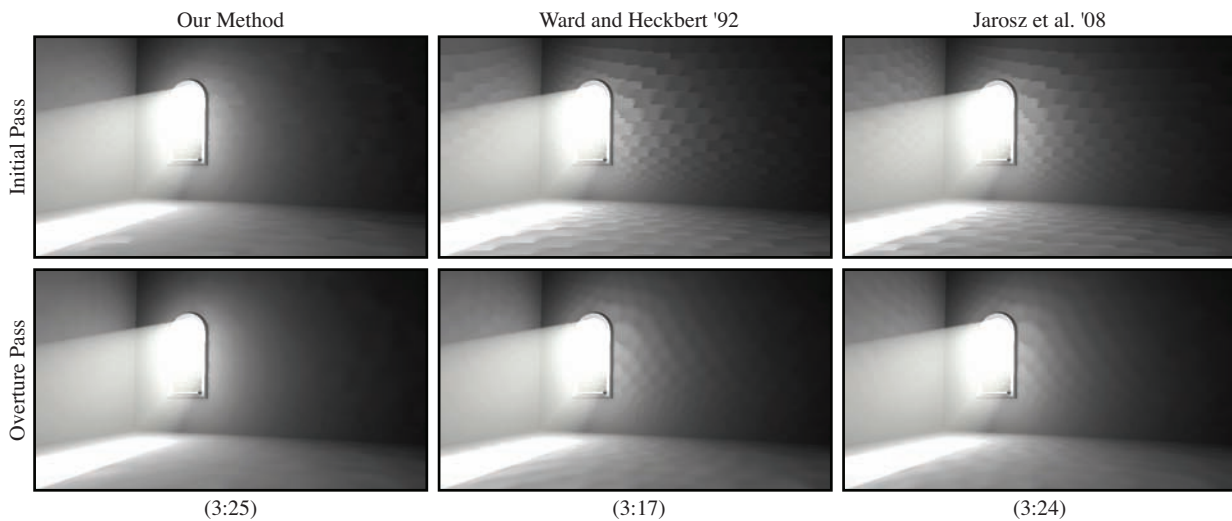 Our Method
Ward and Heckbert '92
Jarosz et al. '08
Initial Pass
Overture Pass
(3:25)
(3:17)
(3:24)